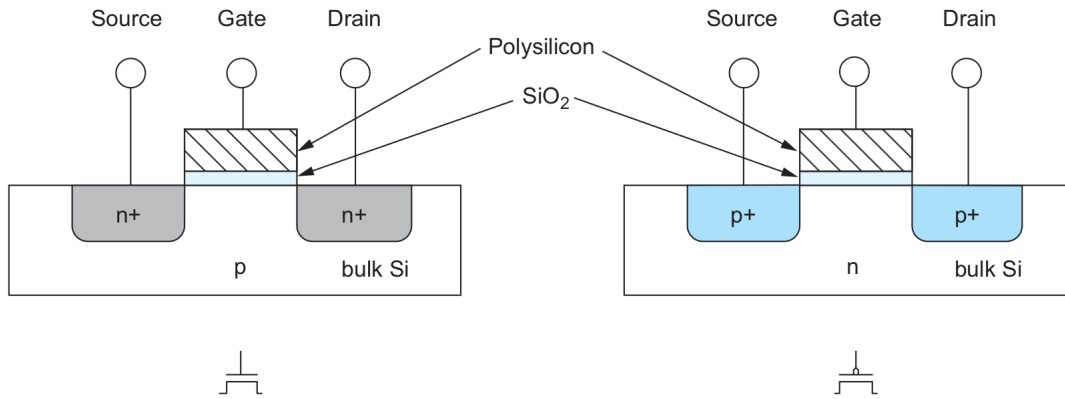 Source Gate Drain
Source Gate Drain
Polysilicon
SiO₂
n+ n+
p bulk Si
p+ p+
n bulk Si